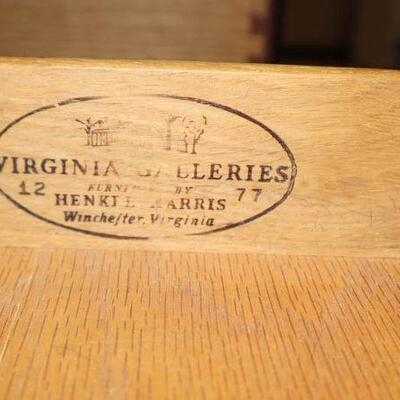 VIRGINIA GALLERIES
12 FURNITURE BY 77
HENKEL HARRIS
Winchester, Virginia